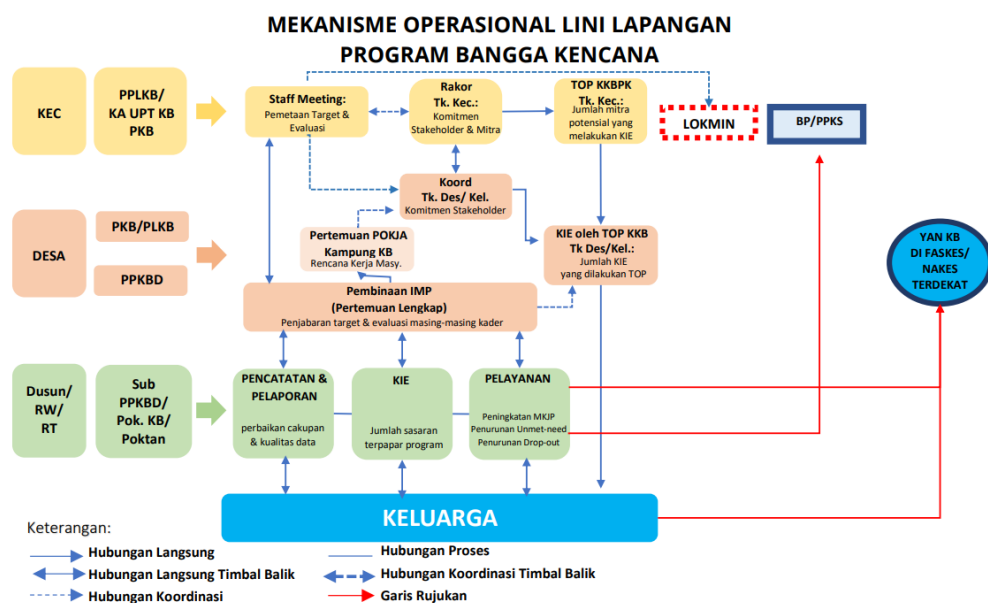 MEKANISME OPERASIONAL LINI LAPANGAN
PROGRAM BANGGA KENCANA
KEC
PPLKB/
KA UPT KB
PKB
Staff Meeting:
Pemetaan Target &
Evaluasi
Rakor
Tk. Kec.:
Komitmen
Stakeholder & Mitra
TOP KKBPK
Tk. Kec.:
Jumlah mitra
potensial yang
melakukan KIE
LOKMIN
BP/PPKS
DESA
PKB/PLKB
PPKBD
Koord
Tk. Des/ Kel.
Komitmen Stakeholder
Pertemuan POKJA
Kampung KB
Rencana Kerja Masy.
KIE oleh TOP KKB
Tk Des/Kel.:
Jumlah KIE
yang dilakukan TOP
Pembinaan IMP
(Pertemuan Lengkap)
Penjabaran target & evaluasi masing-masing kader
YAN KB
DI FASKES/
NAKES
TERDEKAT
Dusun/
RW/
RT
Sub
PPKBD/
Pok. KB/
Poktan
PENCATATAN &
PELAPORAN
perbaikan cakupan
& kualitas data
KIE
Jumlah sasaran
terpapar program
PELAYANAN
Peningkatan MKJP
Penurunan Unmet-need
Penurunan Drop-out
KELUARGA
Keterangan:
Hubungan Langsung
Hubungan Langsung Timbal Balik
Hubungan Koordinasi
Hubungan Proses
Hubungan Koordinasi Timbal Balik
Garis Rujukan